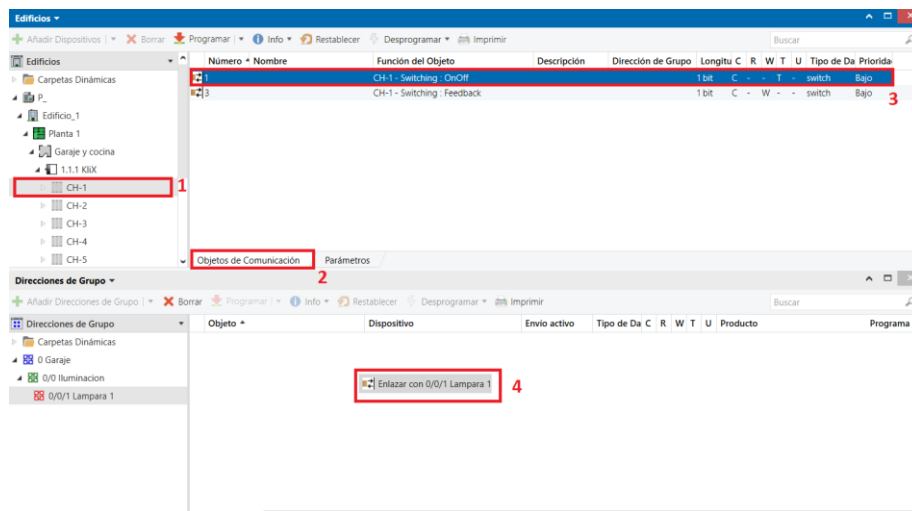 Edificios
Añadir Dispositivos Borrar Programar Info Restablecer Desprogramar Imprimir Buscar
Edificios
Número Nombre Función del Objeto Descripción Dirección de Grupo Longitu C R W T U Tipo de Da Priorida
Carpetas Dinámicas
1 CH-1 - Switching : OnOff 1 bit C - - T - switch Bajo
P_
3 CH-1 - Switching : Feedback 1 bit C - W - - switch Bajo
3
Edificio_1
Planta 1
Garaje y cocina
1.1.1 KliX
CH-1
1
CH-2
CH-3
CH-4
CH-5
Objetos de Comunicación Parámetros
2
Direcciones de Grupo
Añadir Direcciones de Grupo Borrar Programar Info Restablecer Desprogramar Imprimir Buscar
Direcciones de Grupo
Objeto Dispositivo Envío activo Tipo de Da C R W T U Producto Programa
Carpetas Dinámicas
0 Garaje
0/0 Iluminacion
0/0/1 Lampara 1
Enlazar con 0/0/1 Lampara 1
4